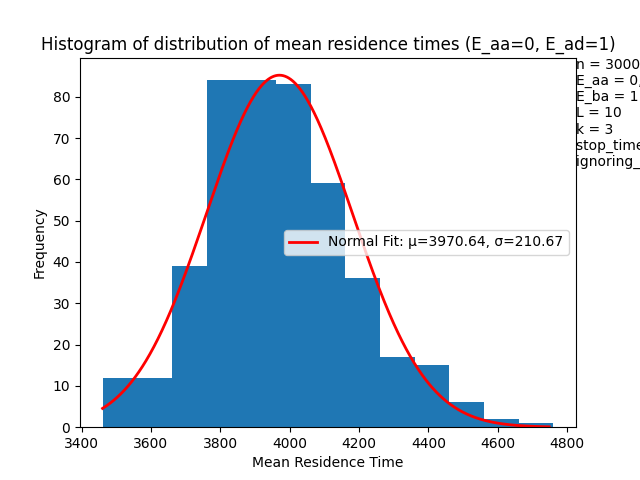 Histogram of distribution of mean residence times (E_aa=0, E_ad=1)
n = 3000
E_aa = 0,
E_ba = 1
L = 10
k = 3
stop_time
ignoring_
Frequency
80
70
60
50
40
30
20
10
0
Normal Fit: μ=3970.64, σ=210.67
3400 3600 3800 4000 4200 4400 4600 4800
Mean Residence Time